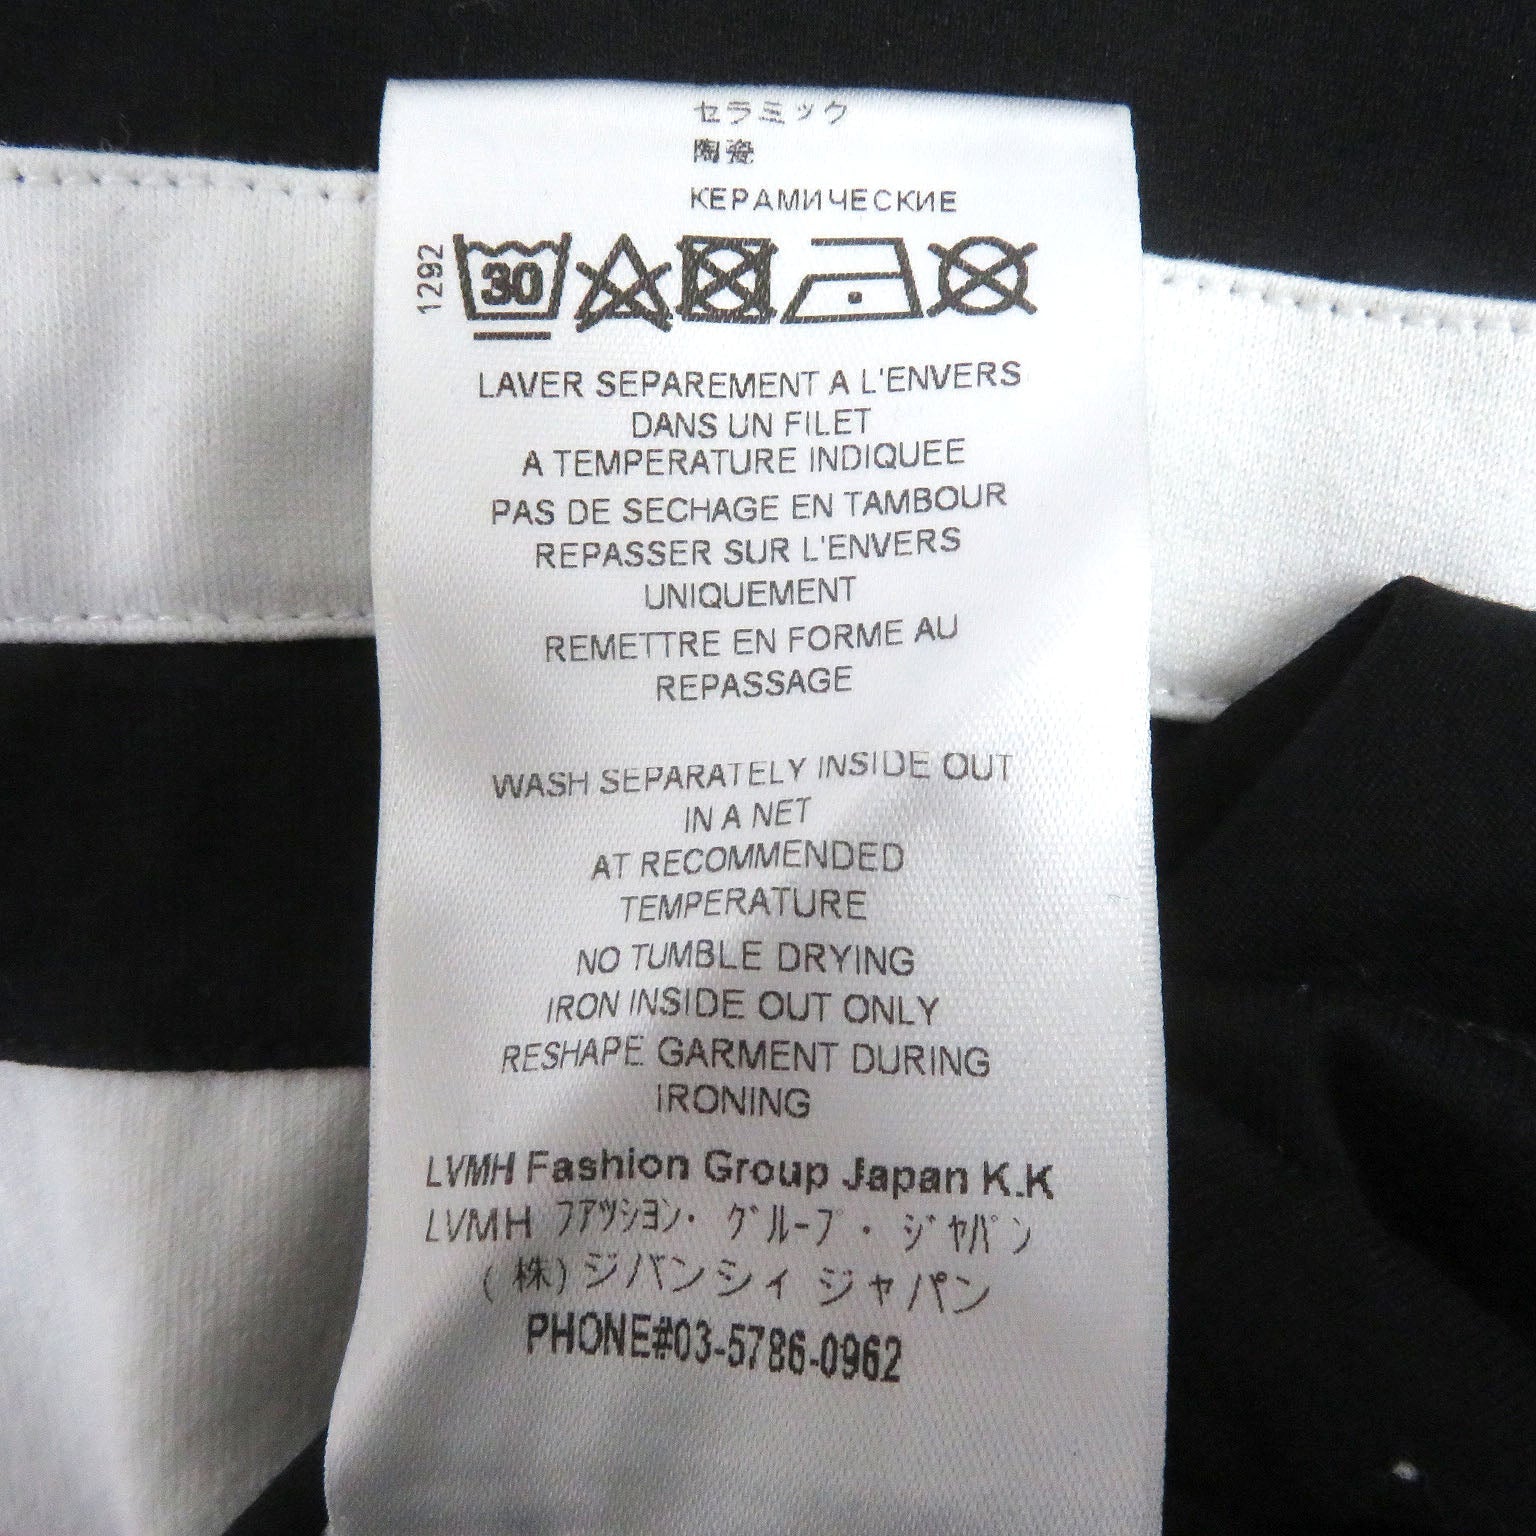 セラミック
陶瓷
КЕРАМИЧЕСКИЕ
1292
30
LAVER SEPAREMENT A L'ENVERS
DANS UN FILET
A TEMPERATURE INDIQUEE
PAS DE SECHAGE EN TAMBOUR
REPASSER SUR L'ENVERS
UNIQUEMENT
REMETTRE EN FORME AU
REPASSAGE
WASH SEPARATELY INSIDE OUT
IN A NET
AT RECOMMENDED
TEMPERATURE
NO TUMBLE DRYING
IRON INSIDE OUT ONLY
RESHAPE GARMENT DURING
IRONING
LVMH Fashion Group Japan K.K
LVMH ﾌｱﾂｼﾖﾝ・ ｸﾞﾙｰﾌﾟ ・ ｼﾞﾔﾊﾟﾝ
(株)ジバンシィ ジャパン
PHONE#03-5786-0962